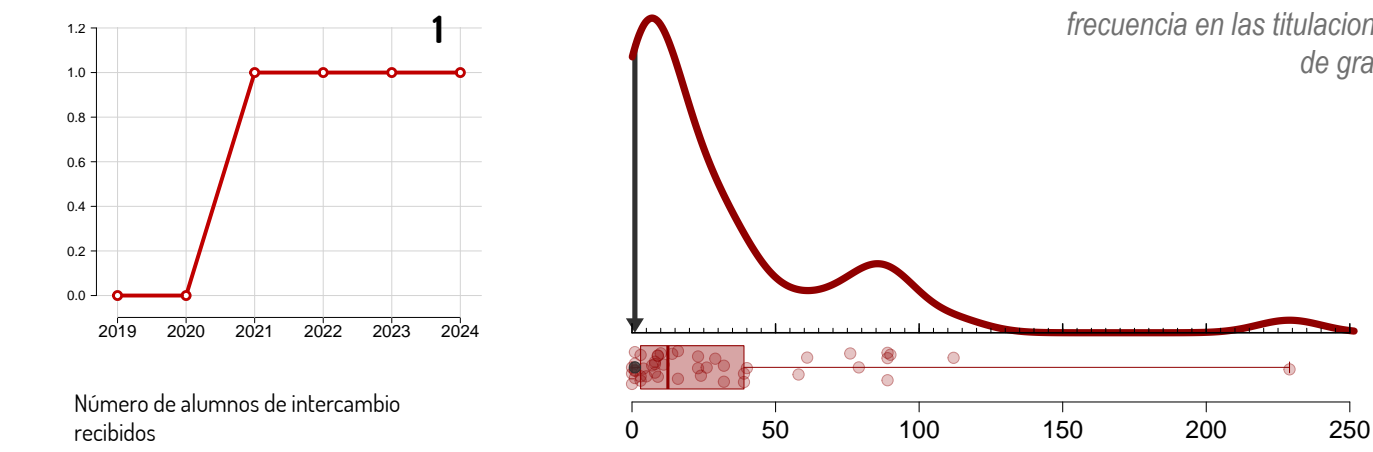 1
1.2
1.0
0.8
0.6
0.4
0.2
0.0
2019 2020 2021 2022 2023 2024
Número de alumnos de intercambio
recibidos
frecuencia en las titulacion
de gra
0 50 100 150 200 250